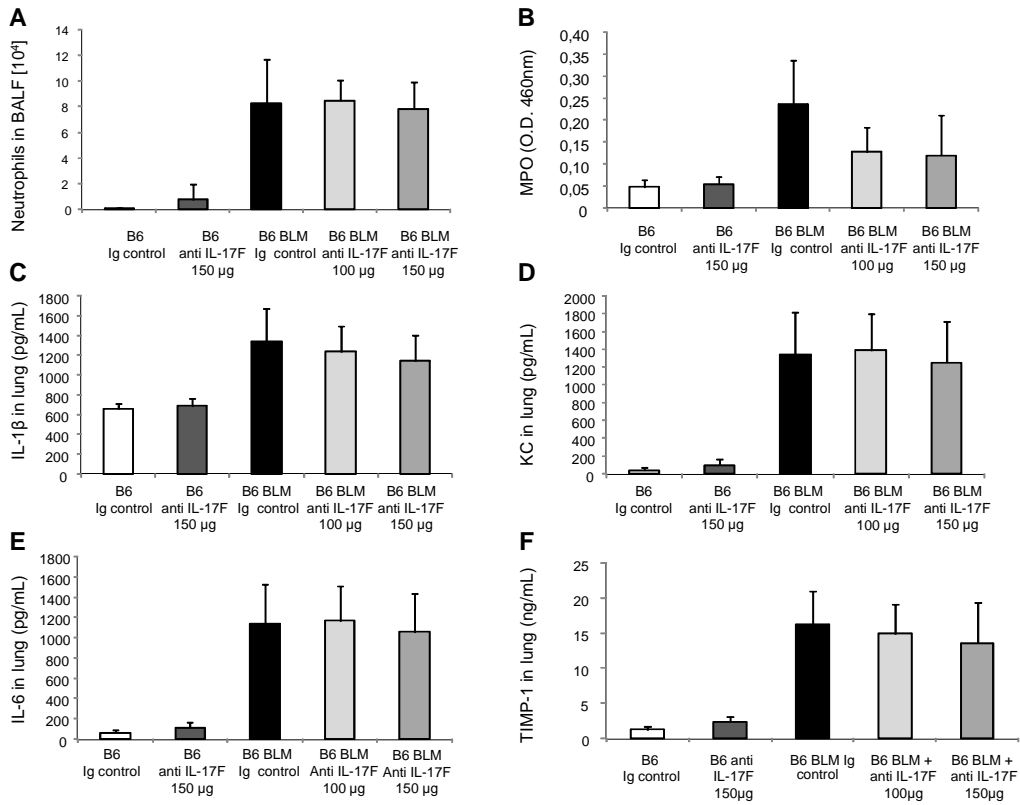 A
Neutrophils in BALF [10⁴]
14
12
10
8
6
4
2
0
B6 B6 B6 BLM B6 BLM B6 BLM
Ig control anti IL-17F Ig control anti IL-17F anti IL-17F
150 µg 100 µg 150 µg
B
MPO (O.D. 460nm)
0,40
0,35
0,30
0,25
0,20
0,15
0,10
0,05
0
B6 B6 B6 BLM B6 BLM B6 BLM
Ig control anti IL-17F Ig control anti IL-17F anti IL-17F
150 µg 100 µg 150 µg
C
IL-1β in lung (pg/mL)
1800
1600
1400
1200
1000
800
600
400
200
0
B6 B6 B6 BLM B6 BLM B6 BLM
Ig control anti IL-17F Ig control anti IL-17F anti IL-17F
150 µg 100 µg 150 µg
D
KC in lung (pg/mL)
2000
1800
1600
1400
1200
1000
800
600
400
200
0
B6 B6 B6 BLM B6 BLM B6 BLM
Ig control anti IL-17F Ig control anti IL-17F anti IL-17F
150 µg 100 µg 150 µg
E
IL-6 in lung (pg/mL)
1800
1600
1400
1200
1000
800
600
400
200
0
B6 B6 B6 BLM B6 BLM B6 BLM
Ig control anti IL-17F Ig control Anti IL-17F Anti IL-17F
150 µg 100 µg 150 µg
F
TIMP-1 in lung (ng/mL)
25
20
15
10
5
0
B6 B6 anti B6 BLM Ig B6 BLM + B6 BLM +
Ig control IL-17F control anti IL-17F anti IL-17F
150µg 100µg 150µg